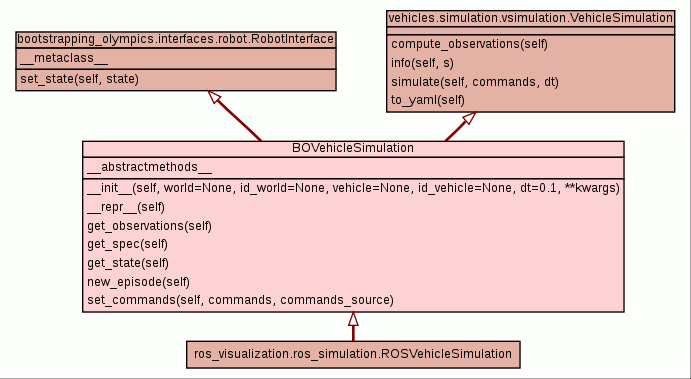 bootstrapping_olympics.interfaces.robot.RobotInterface
__metaclass__
set_state(self, state)
vehicles.simulation.vsimulation.VehicleSimulation
compute_observations(self)
info(self, s)
simulate(self, commands, dt)
to_yaml(self)
BOVehicleSimulation
__abstractmethods__
__init__(self, world=None, id_world=None, vehicle=None, id_vehicle=None, dt=0.1, **kwargs)
__repr__(self)
get_observations(self)
get_spec(self)
get_state(self)
new_episode(self)
set_commands(self, commands, commands_source)
ros_visualization.ros_simulation.ROSVehicleSimulation